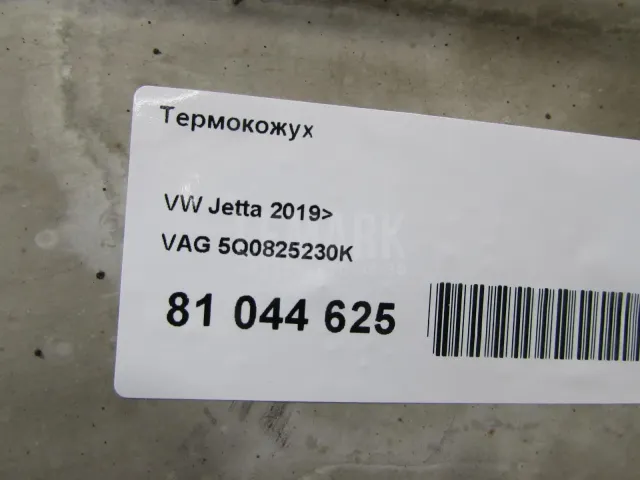 Термокожух
VW Jetta 2019>
VAG 5Q0825230K
81 044 625